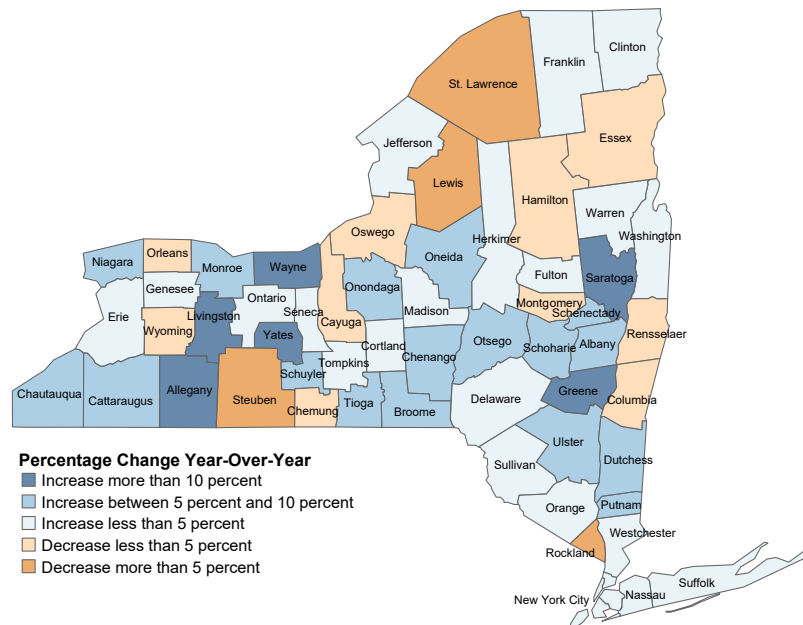 Clinton
Franklin
St. Lawrence
Essex
Jefferson
Lewis
Hamilton
Warren
Washington
Oswego
Herkimer
Oneida
Orleans
Niagara
Monroe
Wayne
Fulton
Saratoga
Genesee
Onondaga
Ontario
Seneca
Madison
Montgomery
Schenectady
Erie
Livingston
Cayuga
Wyoming
Yates
Rensselaer
Otsego
Albany
Schoharie
Cortland
Chenango
Tompkins
Schuyler
Chautauqua
Cattaraugus
Allegany
Steuben
Chemung
Tioga
Broome
Delaware
Greene
Columbia
Ulster
Dutchess
Sullivan
Percentage Change Year-Over-Year
Increase more than 10 percent
Increase between 5 percent and 10 percent
Increase less than 5 percent
Decrease less than 5 percent
Decrease more than 5 percent
Orange
Putnam
Westchester
Rockland
Suffolk
Nassau
New York City